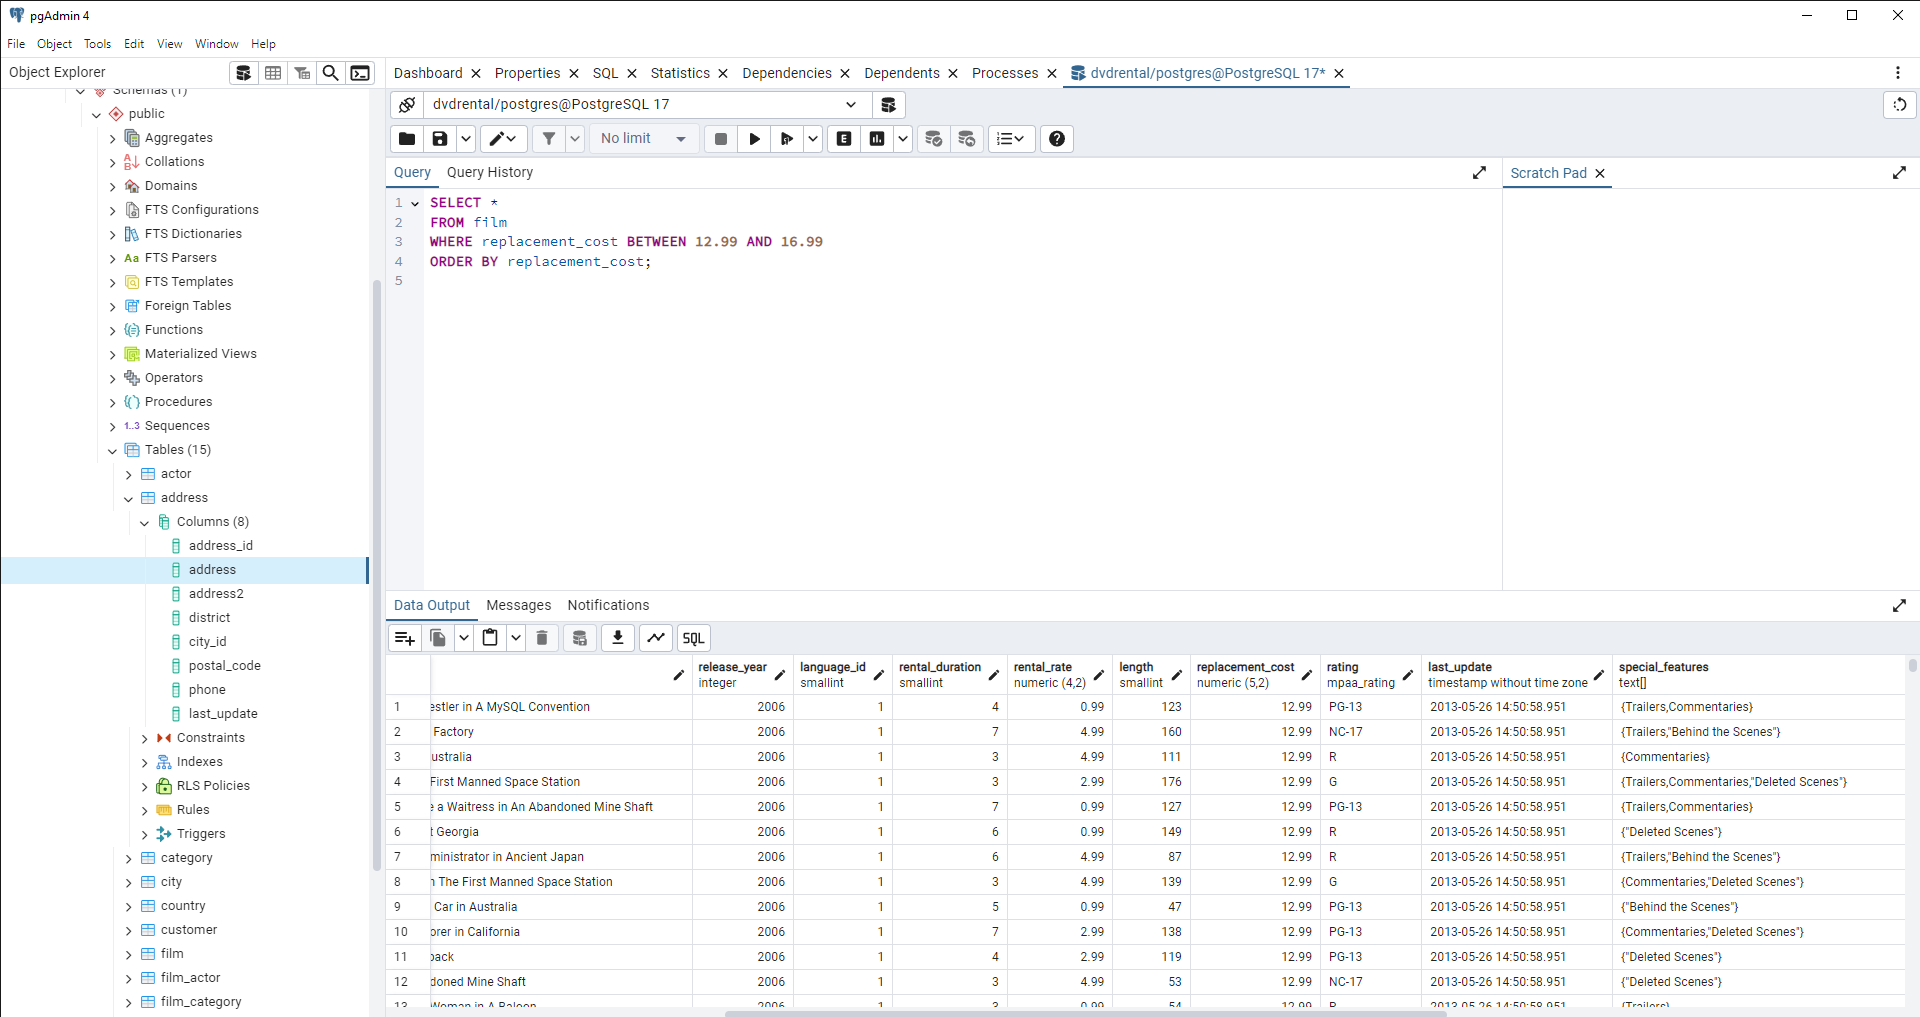 pgAdmin 4
File Object Tools Edit View Window Help
Object Explorer
Dashboard Properties SQL Statistics Dependencies Dependents Processes dvdrental/postgres@PostgreSQL 17*
Schemas (1)
public
Aggregates
Collations
Domains
FTS Configurations
FTS Dictionaries
Aa FTS Parsers
FTS Templates
Foreign Tables
Functions
Materialized Views
Operators
Procedures
1..3 Sequences
Tables (15)
actor
address
Columns (8)
address_id
address
address2
district
city_id
postal_code
phone
last_update
Constraints
Indexes
RLS Policies
Rules
Triggers
category
city
country
customer
film
film_actor
film_category
dvdrental/postgres@PostgreSQL 17
No limit
E
Query Query History
Scratch Pad
1 SELECT *
2 FROM film
3 WHERE replacement_cost BETWEEN 12.99 AND 16.99
4 ORDER BY replacement_cost;
5
Data Output Messages Notifications
SQL
release_year language_id rental_duration rental_rate length replacement_cost rating last_update special_features
integer smallint smallint numeric (4,2) smallint numeric (5,2) mpaa_rating timestamp without time zone text[]
1 estler in A MySQL Convention 2006 1 4 0.99 123 12.99 PG-13 2013-05-26 14:50:58.951 {Trailers,Commentaries}
2 Factory 2006 1 7 4.99 160 12.99 NC-17 2013-05-26 14:50:58.951 {Trailers,"Behind the Scenes"}
3 ustralia 2006 1 3 4.99 111 12.99 R 2013-05-26 14:50:58.951 {Commentaries}
4 First Manned Space Station 2006 1 3 2.99 176 12.99 G 2013-05-26 14:50:58.951 {Trailers,Commentaries,"Deleted Scenes"}
5 e a Waitress in An Abandoned Mine Shaft 2006 1 7 0.99 127 12.99 PG-13 2013-05-26 14:50:58.951 {Trailers,Commentaries}
6 t Georgia 2006 1 6 0.99 149 12.99 R 2013-05-26 14:50:58.951 {"Deleted Scenes"}
7 ministrator in Ancient Japan 2006 1 6 4.99 87 12.99 R 2013-05-26 14:50:58.951 {Trailers,"Behind the Scenes"}
8 n The First Manned Space Station 2006 1 3 4.99 139 12.99 G 2013-05-26 14:50:58.951 {Commentaries,"Deleted Scenes"}
9 Car in Australia 2006 1 5 0.99 47 12.99 PG-13 2013-05-26 14:50:58.951 {"Behind the Scenes"}
10 orer in California 2006 1 7 2.99 138 12.99 PG-13 2013-05-26 14:50:58.951 {Commentaries,"Deleted Scenes"}
11 back 2006 1 4 2.99 119 12.99 PG-13 2013-05-26 14:50:58.951 {"Deleted Scenes"}
12 doned Mine Shaft 2006 1 3 4.99 53 12.99 NC-17 2013-05-26 14:50:58.951 {"Deleted Scenes"}
13 Woman in A Baloon 2006 1 3 0.99 54 12.99 R 2013-05-26 14:50:58.951 {Trailers}